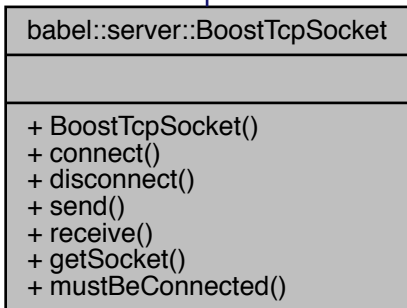 babel::server::BoostTcpSocket
+ BoostTcpSocket()
+ connect()
+ disconnect()
+ send()
+ receive()
+ getSocket()
+ mustBeConnected()